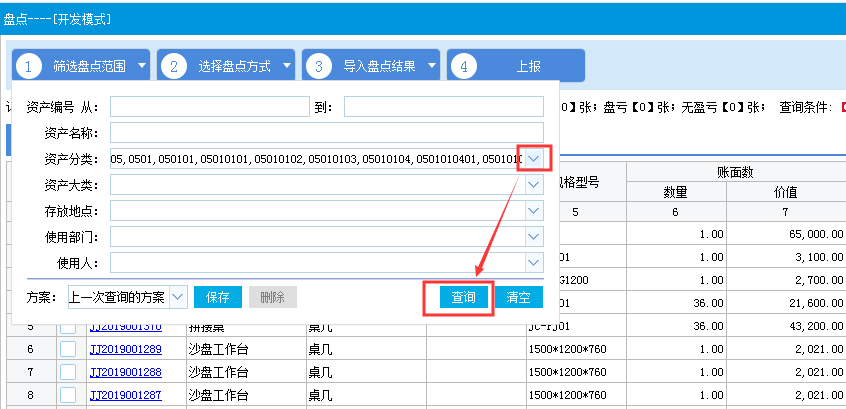 盘点----[开发模式]
1 筛选盘点范围 2 选择盘点方式 3 导入盘点结果 4 上报
资产编号 从: 到: 0】张；盘亏【0】张；无盈亏【0】张； 查询条件:
资产名称:
资产分类: 05,0501,050101,05010101,05010102,05010103,05010104,0501010401,0501010
资产大类: 规格型号 账面数
数量 价值
存放地点: 5 6 7
使用部门: 1.00 65,000.00
01 1.00 3,100.00
使用人: G1200 1.00 2,700.00
方案: 上一次查询的方案 保存 删除 查询 清空 01 36.00 21,600.00
5 JJ2019001370 拼接桌 桌几 JC-PJ01 36.00 43,200.00
6 JJ2019001289 沙盘工作台 桌几 1500*1200*760 1.00 2,021.00
7 JJ2019001288 沙盘工作台 桌几 1500*1200*760 1.00 2,021.00
8 JJ2019001287 沙盘工作台 桌几 1500*1200*760 1.00 2,021.00